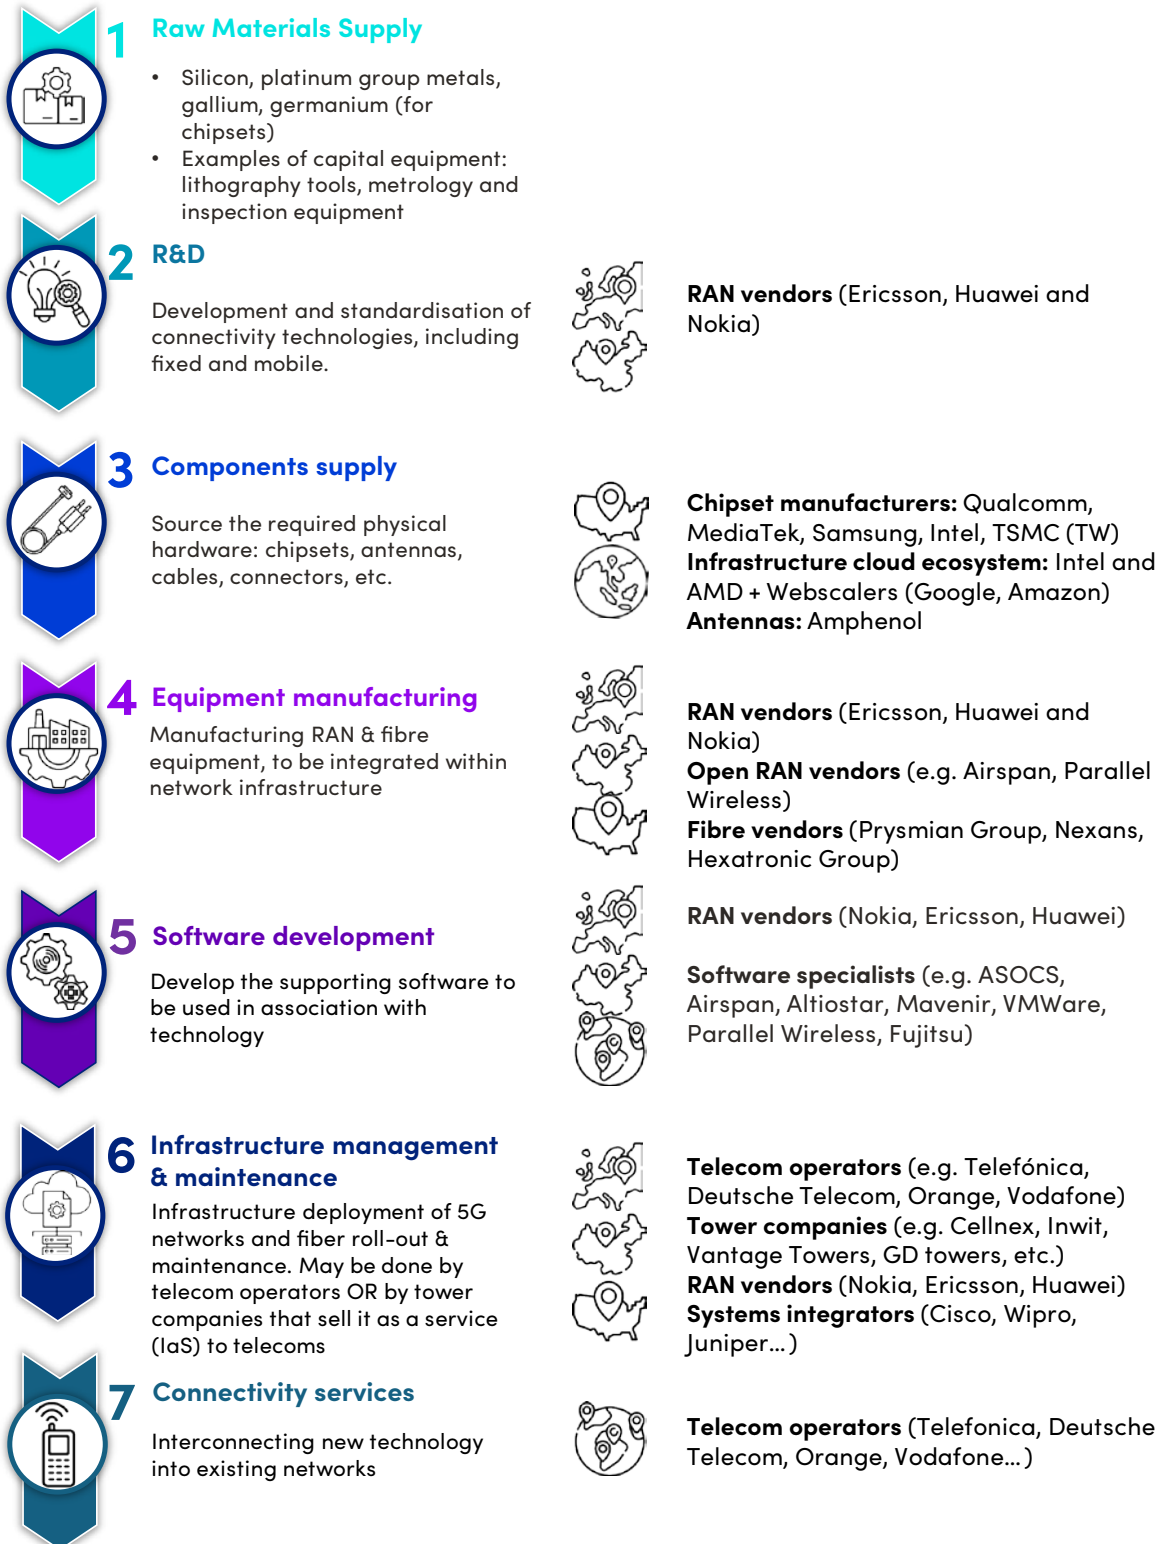 1 Raw Materials Supply
• Silicon, platinum group metals,
gallium, germanium (for
chipsets)
• Examples of capital equipment:
lithography tools, metrology and
inspection equipment
2 R&D
Development and standardisation of
connectivity technologies, including
fixed and mobile.
RAN vendors (Ericsson, Huawei and
Nokia)
3 Components supply
Source the required physical
hardware: chipsets, antennas,
cables, connectors, etc.
Chipset manufacturers: Qualcomm,
MediaTek, Samsung, Intel, TSMC (TW)
Infrastructure cloud ecosystem: Intel and
AMD + Webscalers (Google, Amazon)
Antennas: Amphenol
4 Equipment manufacturing
Manufacturing RAN & fibre
equipment, to be integrated within
network infrastructure
RAN vendors (Ericsson, Huawei and
Nokia)
Open RAN vendors (e.g. Airspan, Parallel
Wireless)
Fibre vendors (Prysmian Group, Nexans,
Hexatronic Group)
5 Software development
Develop the supporting software to
be used in association with
technology
RAN vendors (Nokia, Ericsson, Huawei)
Software specialists (e.g. ASOCS,
Airspan, Altiostar, Mavenir, VMWare,
Parallel Wireless, Fujitsu)
6 Infrastructure management
& maintenance
Infrastructure deployment of 5G
networks and fiber roll-out &
maintenance. May be done by
telecom operators OR by tower
companies that sell it as a service
(IaS) to telecoms
Telecom operators (e.g. Telefónica,
Deutsche Telecom, Orange, Vodafone)
Tower companies (e.g. Cellnex, Inwit,
Vantage Towers, GD towers, etc.)
RAN vendors (Nokia, Ericsson, Huawei)
Systems integrators (Cisco, Wipro,
Juniper...)
7 Connectivity services
Interconnecting new technology
into existing networks
Telecom operators (Telefonica, Deutsche
Telecom, Orange, Vodafone...)